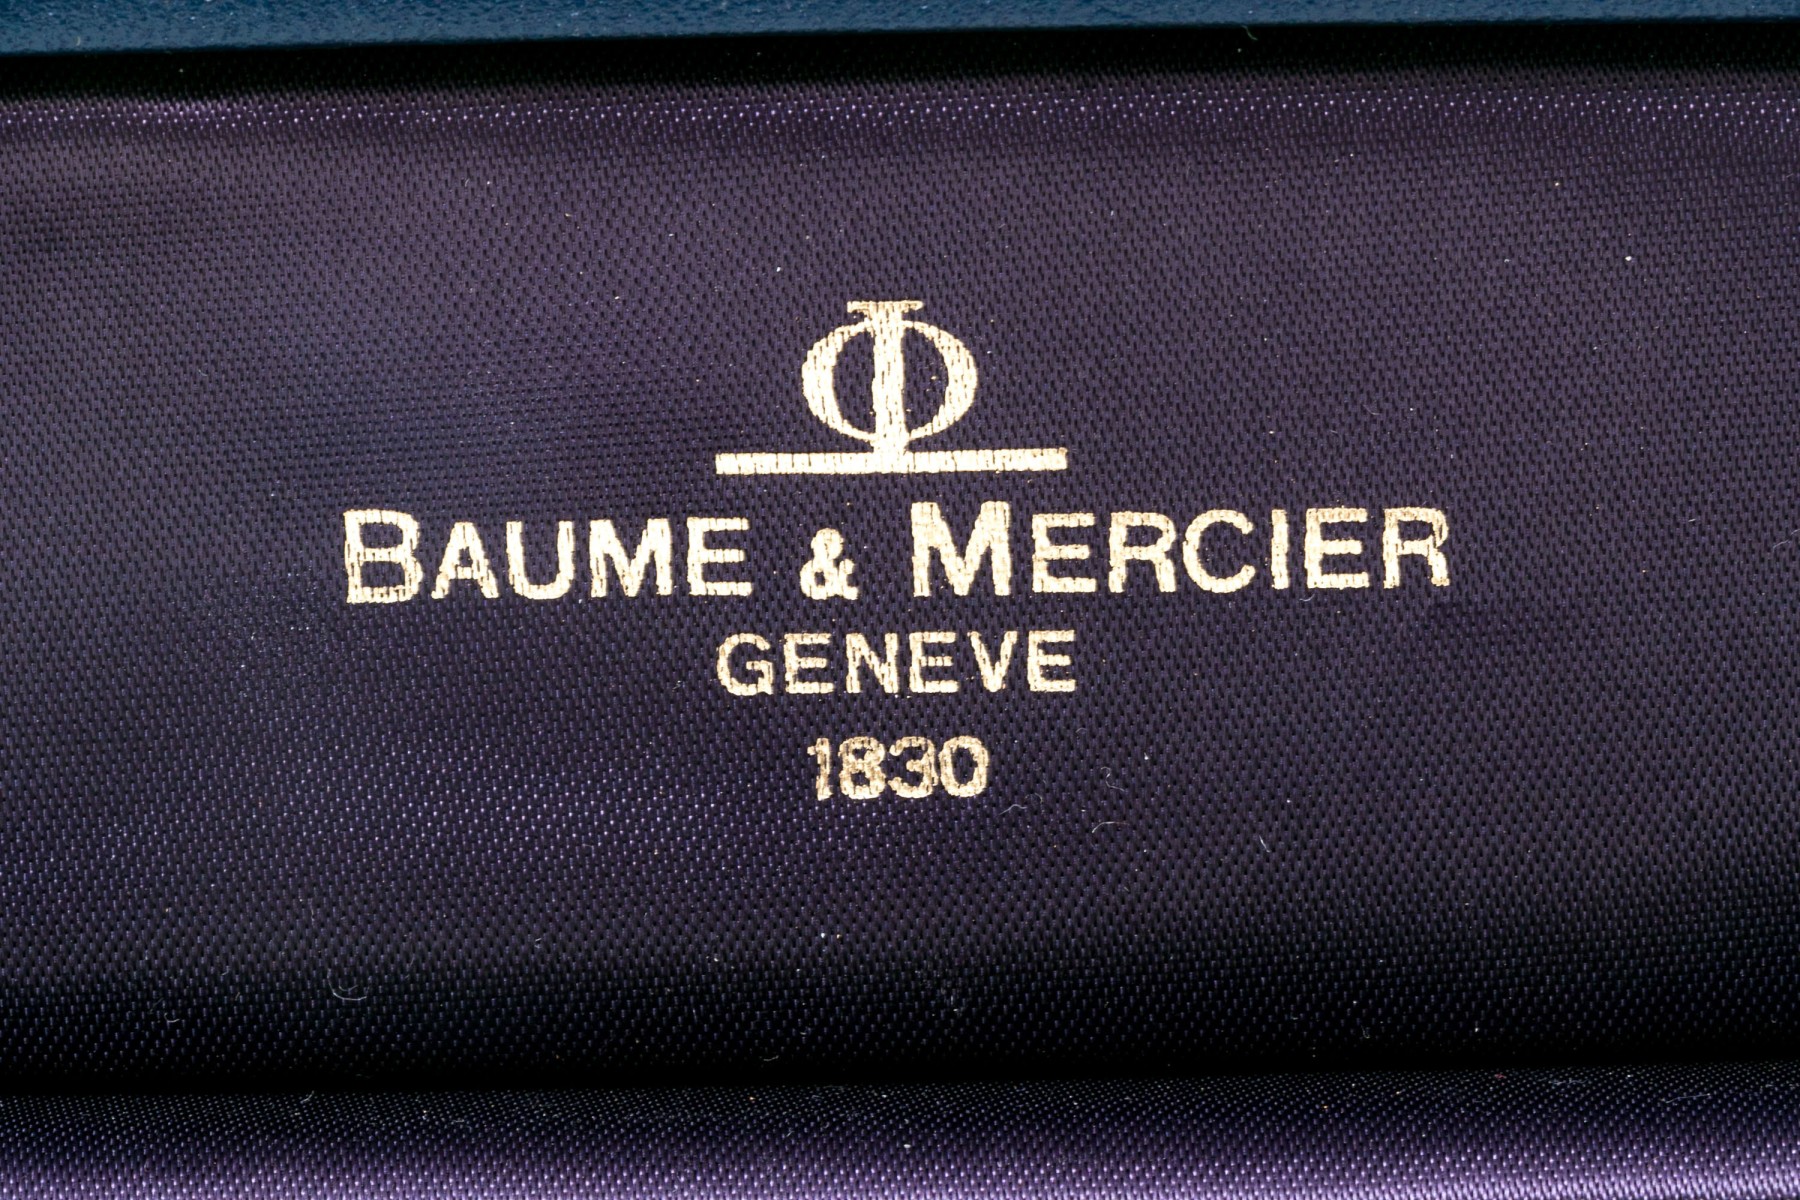 Φ
BAUME & MERCIER
GENEVE
1830